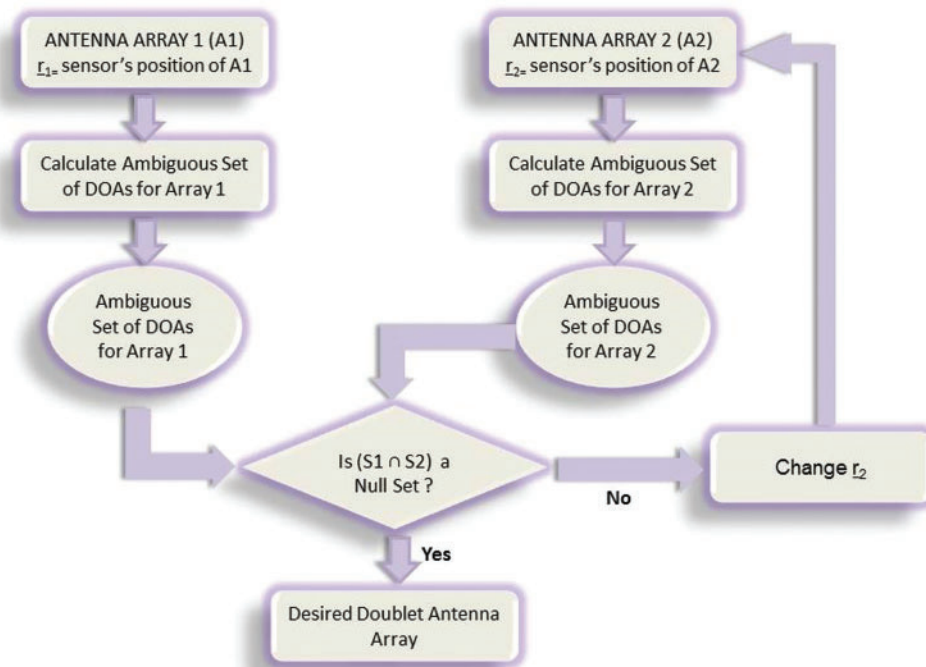 ANTENNA ARRAY 1 (A1)
r1= sensor's position of A1
Calculate Ambiguous Set
of DOAs for Array 1
Ambiguous
Set of DOAs
for Array 1
ANTENNA ARRAY 2 (A2)
r2= sensor's position of A2
Calculate Ambiguous Set
of DOAs for Array 2
Ambiguous
Set of DOAs
for Array 2
Is (S1 ∩ S2) a
Null Set ?
No
Change r2
Yes
Desired Doublet Antenna
Array